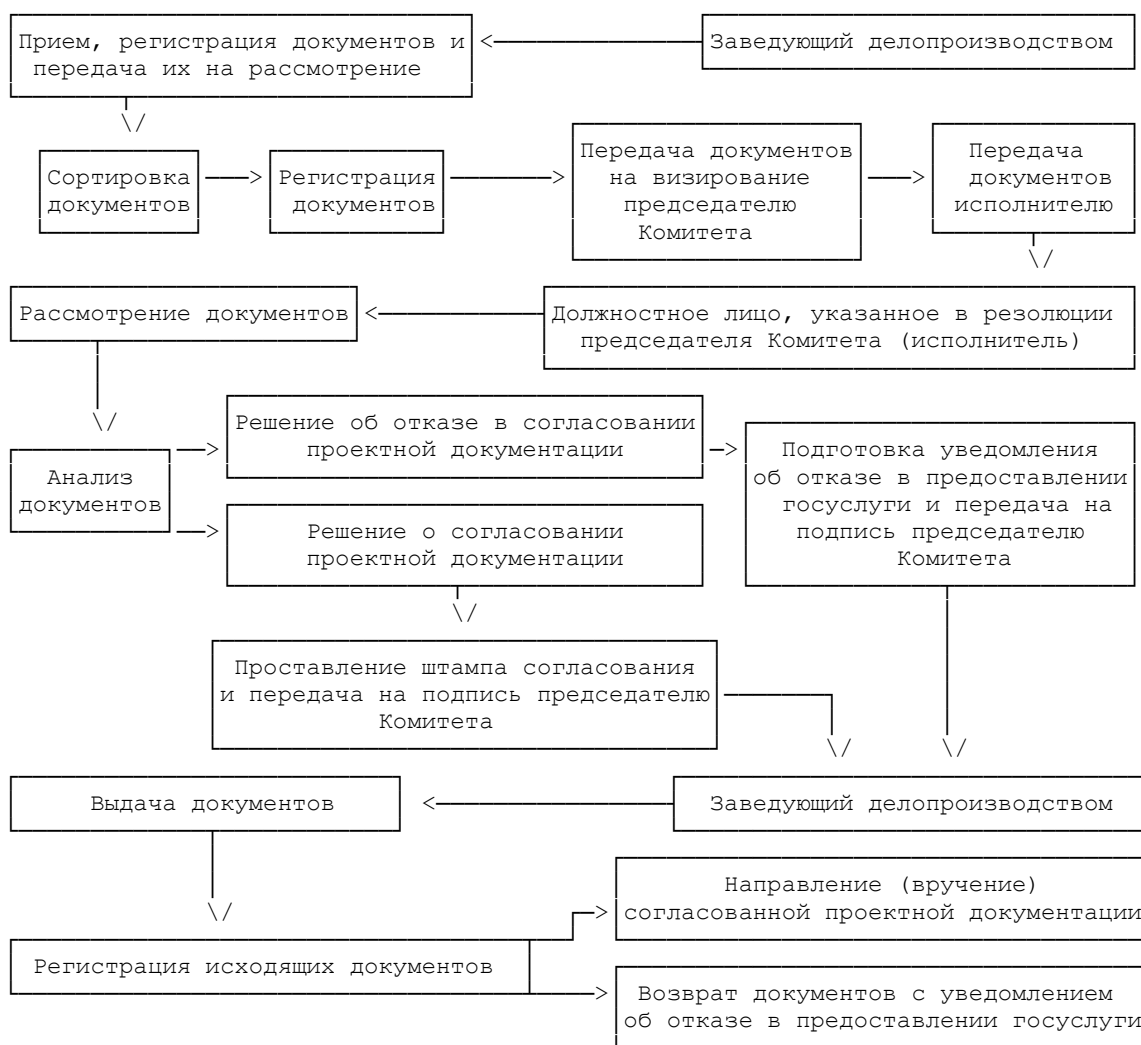 Прием, регистрация документов и
передача их на рассмотрение
Заведующий делопроизводством
Сортировка
документов
Регистрация
документов
Передача документов
на визирование
председателю
Комитета
Передача
документов
исполнителю
Рассмотрение документов
Должностное лицо, указанное в резолюции
председателя Комитета (исполнитель)
Анализ
документов
Решение об отказе в согласовании
проектной документации
Подготовка уведомления
об отказе в предоставлении
госуслуги и передача на
подпись председателю
Комитета
Решение о согласовании
проектной документации
Проставление штампа согласования
и передача на подпись председателю
Комитета
Выдача документов
Заведующий делопроизводством
Направление (вручение)
согласованной проектной документации
Регистрация исходящих документов
Возврат документов с уведомлением
об отказе в предоставлении госуслуги